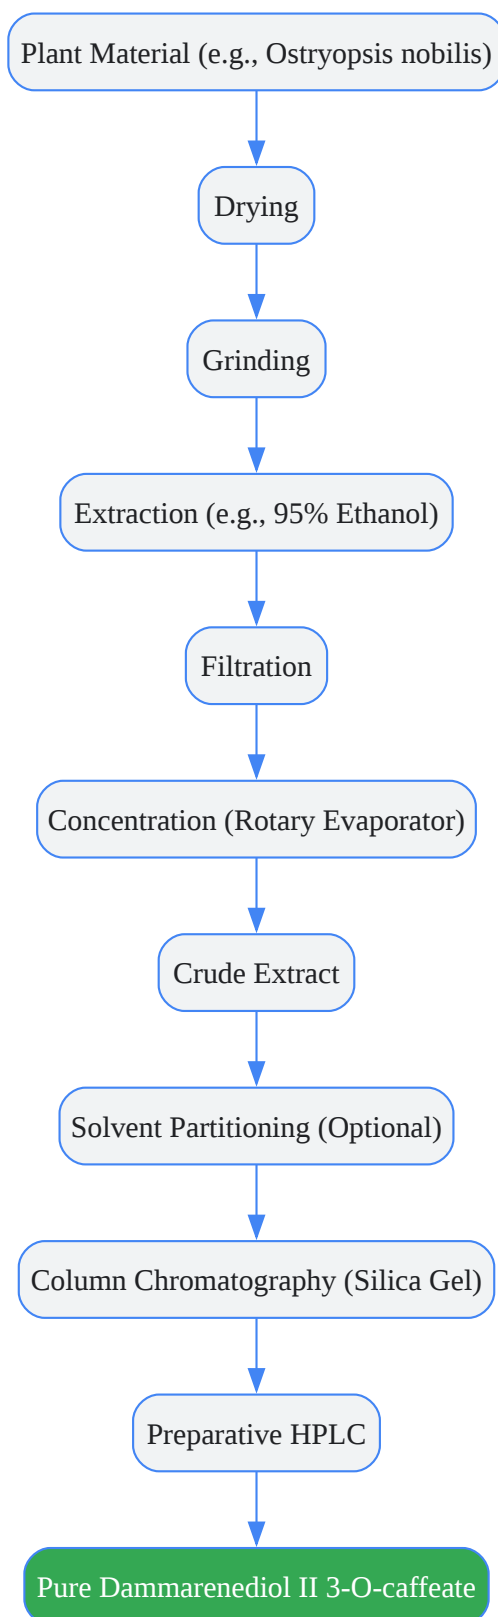 Plant Material (e.g., Ostryopsis nobilis)
Drying
Grinding
Extraction (e.g., 95% Ethanol)
Filtration
Concentration (Rotary Evaporator)
Crude Extract
Solvent Partitioning (Optional)
Column Chromatography (Silica Gel)
Preparative HPLC
Pure Dammarenediol II 3-O-caffeate